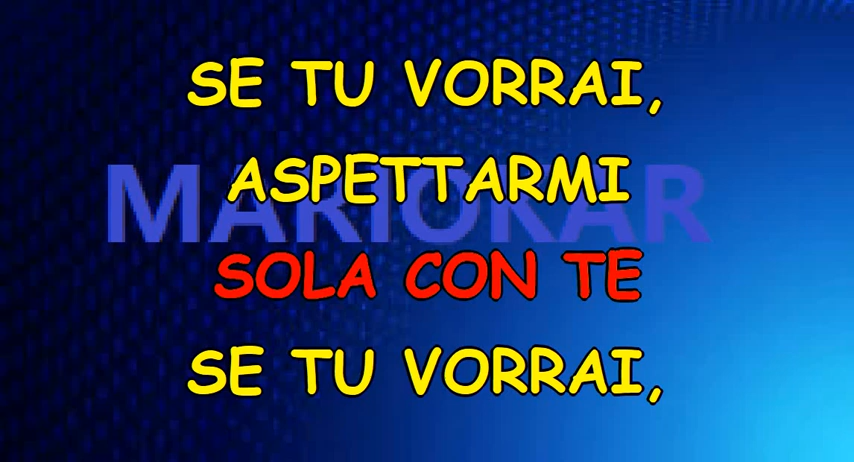 SE TU VORRAI,
ASPETTARMI
MARIOKAR
SOLA CON TE
SE TU VORRAI,